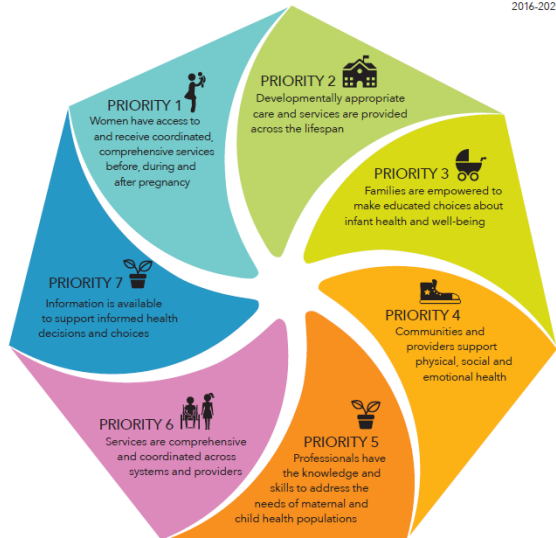 2016-202
PRIORITY 1
Women have access to
and receive coordinated,
comprehensive services
before, during and
after pregnancy
PRIORITY 2
Developmentally appropriate
care and services are provided
across the lifespan
PRIORITY 3
Families are empowered to
make educated choices about
infant health and well-being
PRIORITY 4
Communities and
providers support
physical, social and
emotional health
PRIORITY 5
Professionals have
the knowledge and
skills to address the
needs of maternal and
child health populations
PRIORITY 6
Services are comprehensive
and coordinated across
systems and providers
PRIORITY 7
Information is available
to support informed health
decisions and choices